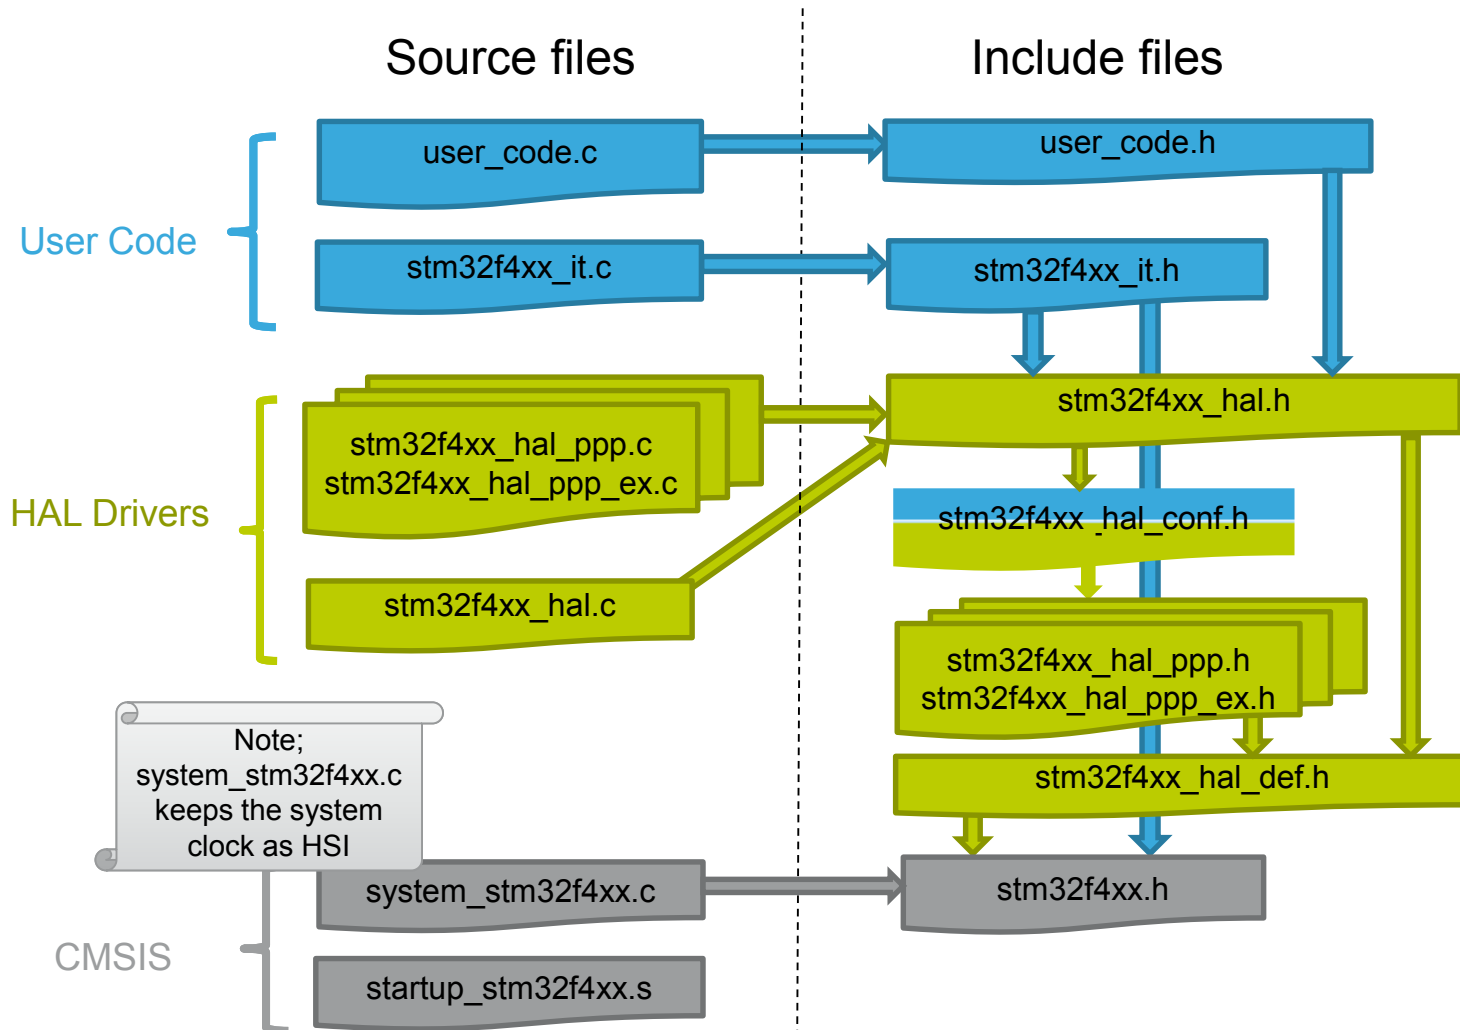 Source files
Include files
User Code
user_code.c
user_code.h
stm32f4xx_it.c
stm32f4xx_it.h
HAL Drivers
stm32f4xx_hal_ppp.c
stm32f4xx_hal_ppp_ex.c
stm32f4xx_hal.c
stm32f4xx_hal.h
stm32f4xx_hal_conf.h
stm32f4xx_hal_ppp.h
stm32f4xx_hal_ppp_ex.h
stm32f4xx_hal_def.h
Note;
system_stm32f4xx.c
keeps the system
clock as HSI
CMSIS
system_stm32f4xx.c
stm32f4xx.h
startup_stm32f4xx.s